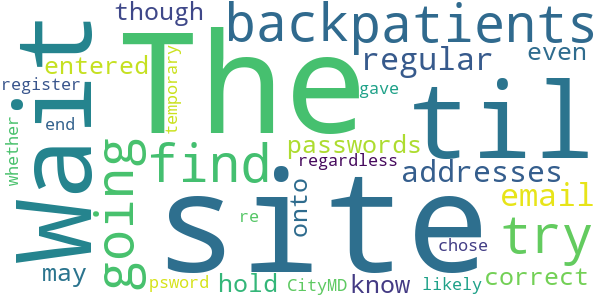 though
backpatients
The
Wait
entered
temporary
regular
even
register
gave
til
end
whether
going
find
passwords
regardless
addresses
site
onto
email
try
re
chose
may
psword
hold
CityMD
know
likely
correct